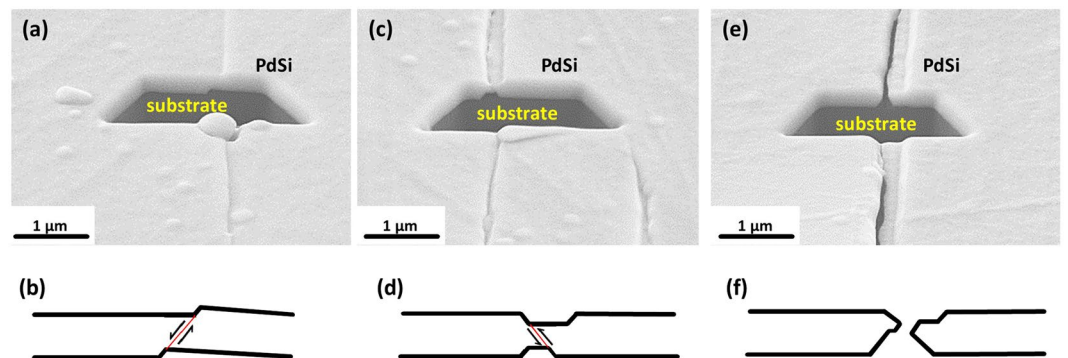 (a)
PdSi
substrate
1 μm
(c)
PdSi
substrate
1 μm
(e)
PdSi
substrate
1 μm
(b)
(d)
(f)